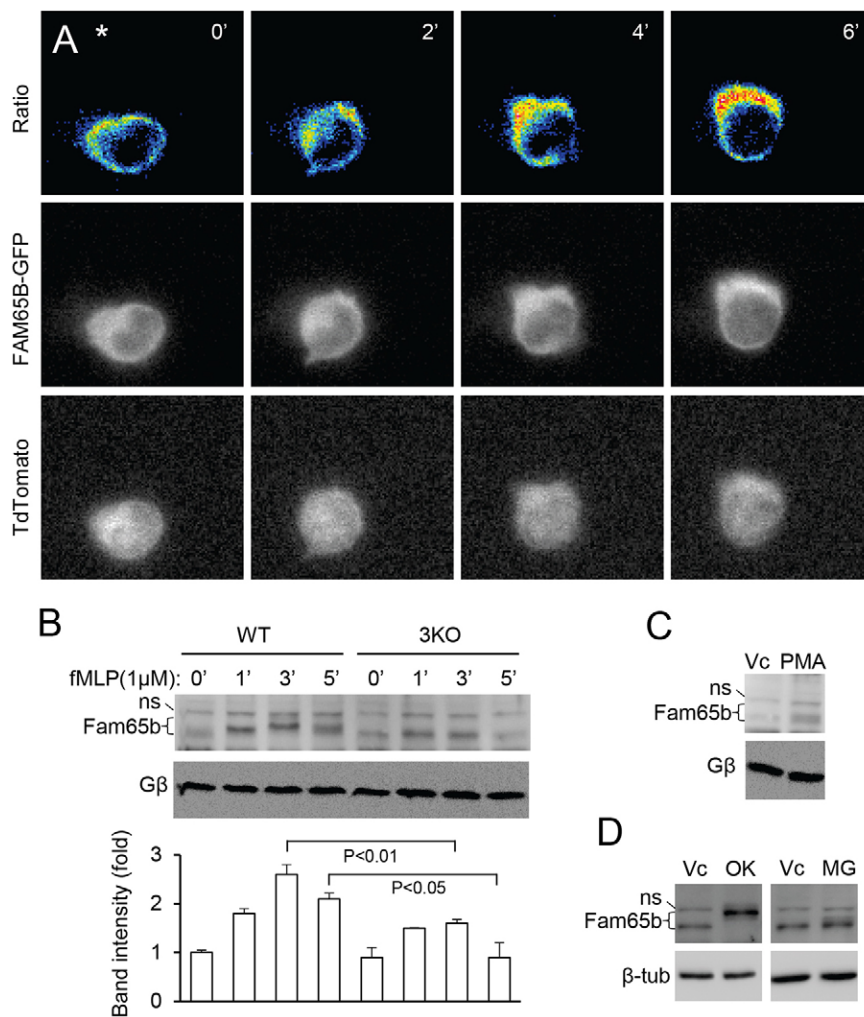 A
*
0’
2’
4’
6’
Ratio
FAM65B-GFP
TdTomato
B
WT
3KO
fMLP(1μM): 0’ 1’ 3’ 5’ 0’ 1’ 3’ 5’
ns
Fam65b
Gβ
Band intensity (fold)
3
2
1
0
P<0.01
P<0.05
C
Vc PMA
ns
Fam65b
Gβ
D
Vc OK Vc MG
ns
Fam65b
β-tub